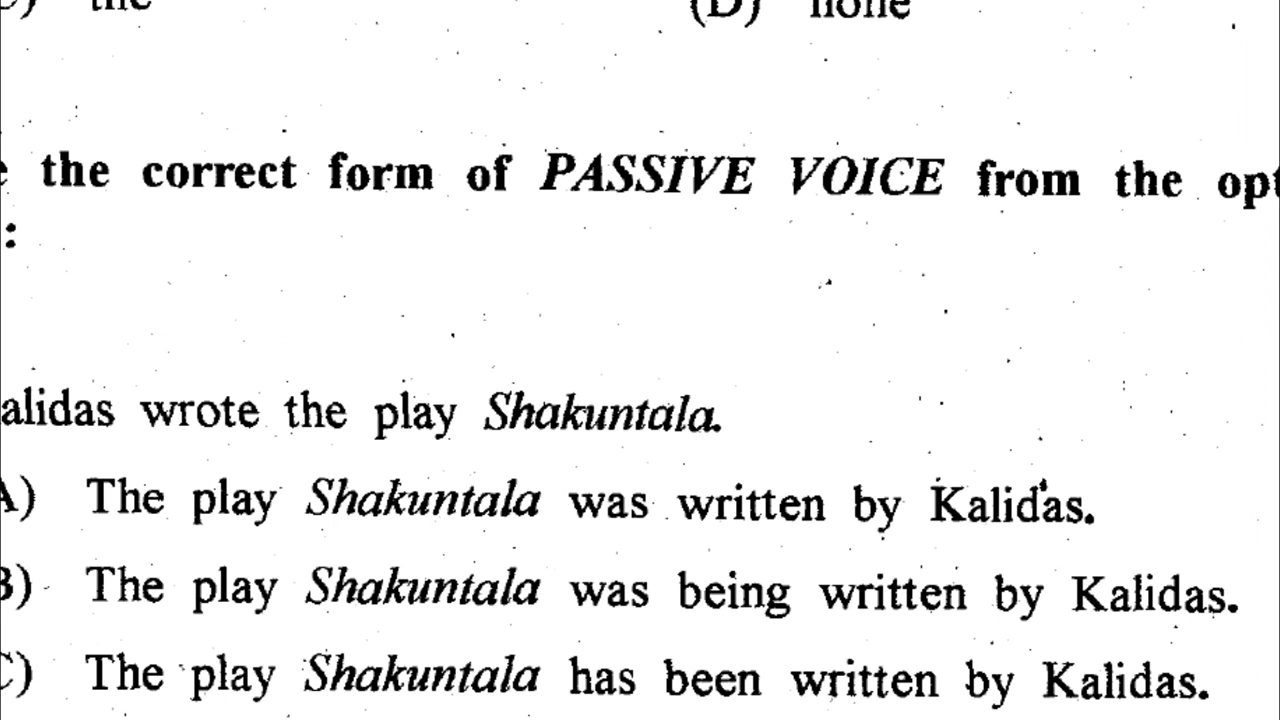 the (D) none
the correct form of PASSIVE VOICE from the opt
:
alidas wrote the play Shakuntala.
A) The play Shakuntala was written by Kalidas.
B) The play Shakuntala was being written by Kalidas.
C) The play Shakuntala has been written by Kalidas.